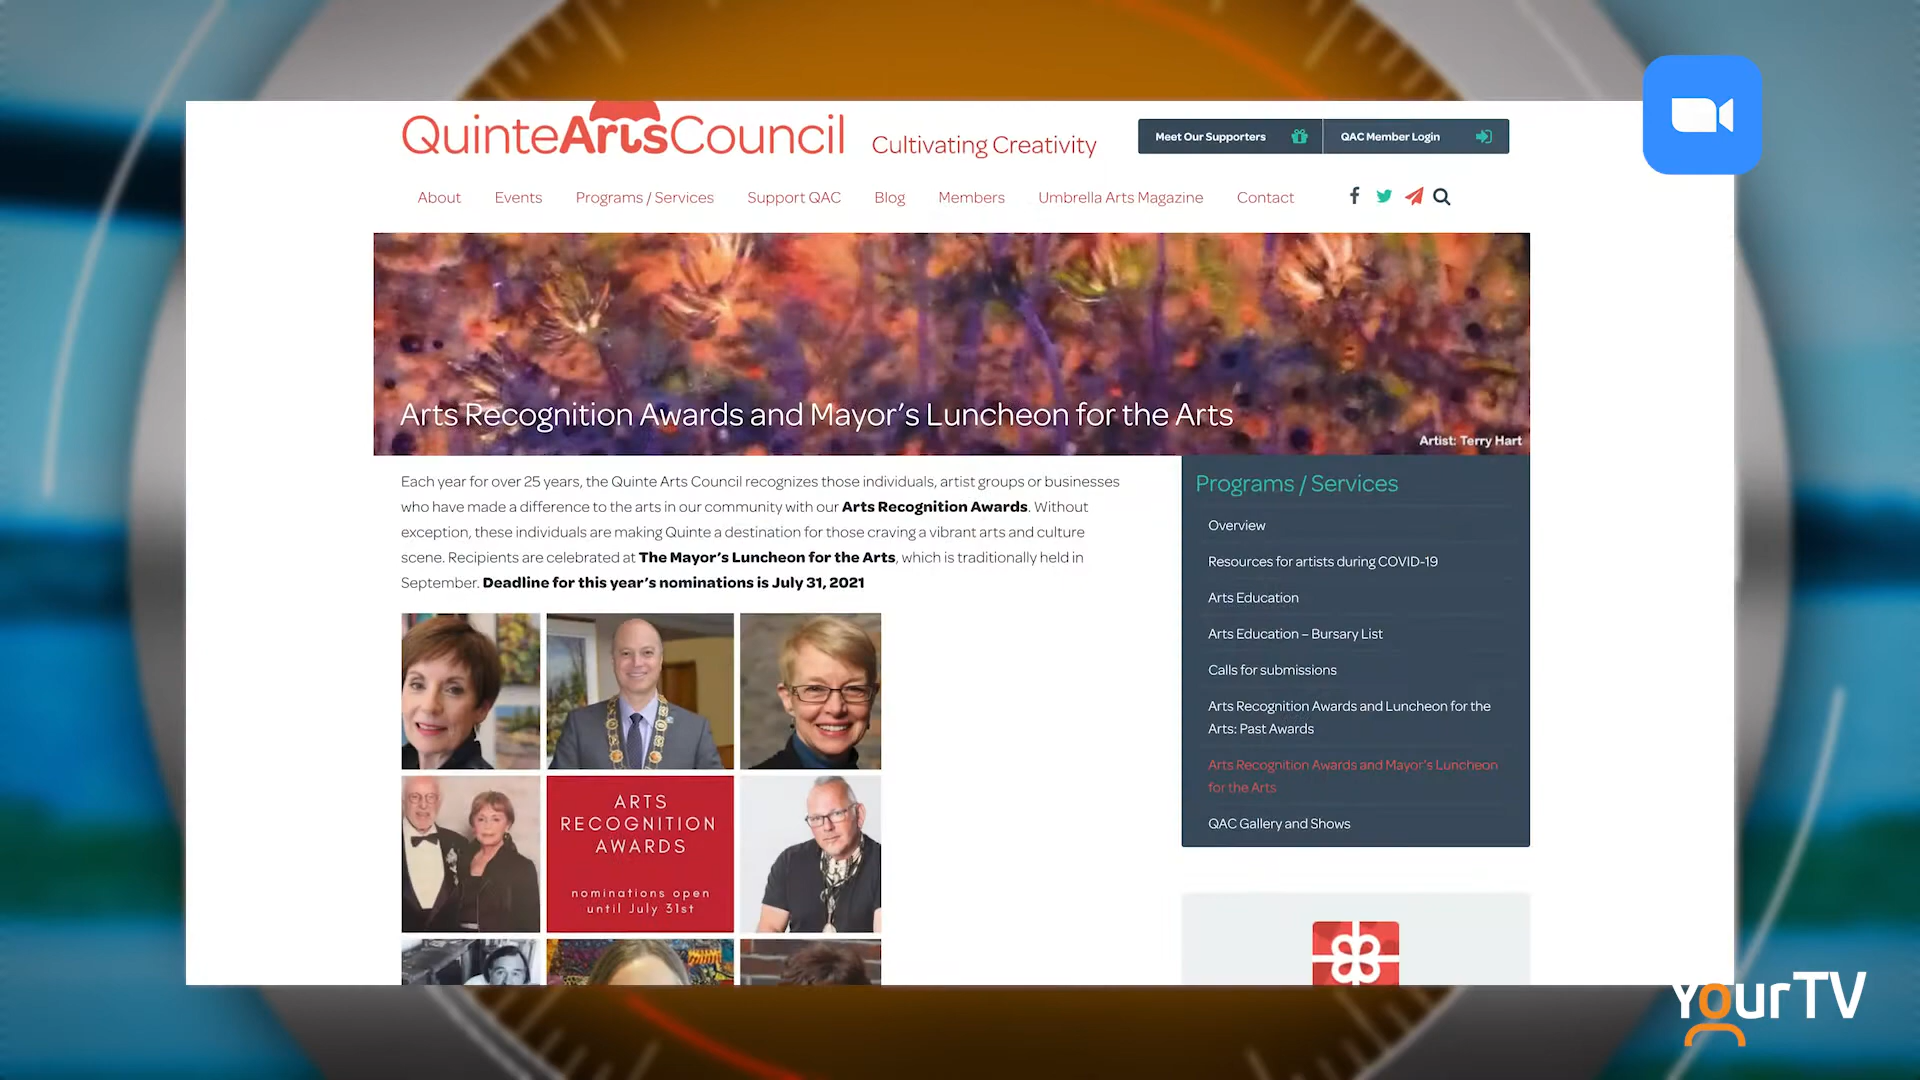 QuinteArtsCouncil
Cultivating Creativity
Meet Our Supporters
QAC Member Login
About
Events
Programs / Services
Support QAC
Blog
Members
Umbrella Arts Magazine
Contact
Arts Recognition Awards and Mayor's Luncheon for the Arts
Artist: Terry Hart
Each year for over 25 years, the Quinte Arts Council recognizes those individuals, artist groups or businesses
who have made a difference to the arts in our community with our Arts Recognition Awards. Without
exception, these individuals are making Quinte a destination for those craving a vibrant arts and culture
scene. Recipients are celebrated at The Mayor's Luncheon for the Arts, which is traditionally held in
September. Deadline for this year's nominations is July 31, 2021
ARTS
RECOGNITION
AWARDS
nominations open
until July 31st
Programs / Services
Overview
Resources for artists during COVID-19
Arts Education
Arts Education – Bursary List
Calls for submissions
Arts Recognition Awards and Luncheon for the
Arts: Past Awards
Arts Recognition Awards and Mayor's Luncheon
for the Arts
QAC Gallery and Shows
YourTV